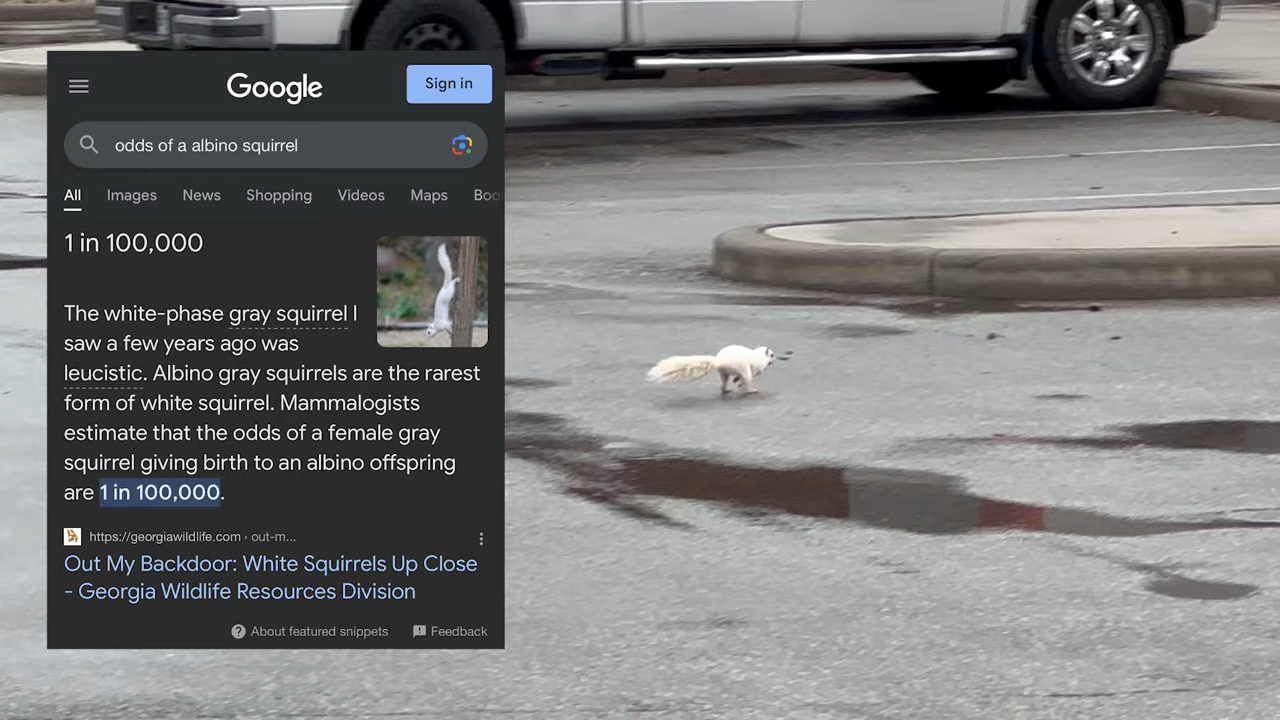 Google
Sign in
odds of a albino squirrel
All Images News Shopping Videos Maps Boo
1 in 100,000
The white-phase gray squirrel I
saw a few years ago was
leucistic. Albino gray squirrels are the rarest
form of white squirrel. Mammalogists
estimate that the odds of a female gray
squirrel giving birth to an albino offspring
are 1 in 100,000.
https://georgiawildlife.com › out-m...
Out My Backdoor: White Squirrels Up Close
- Georgia Wildlife Resources Division
About featured snippets Feedback